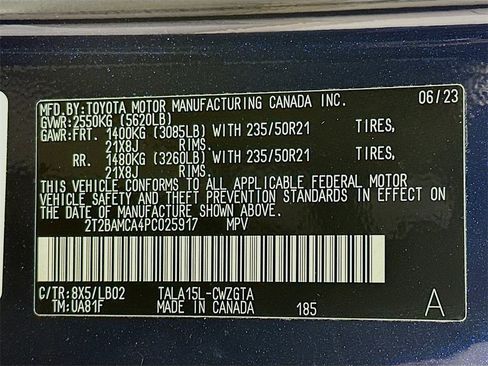 MFD.BY:TOYOTA MOTOR MANUFACTURING CANADA INC. 06/23
GVWR:2550KG (5620LB)
GAWR:FRT. 1400KG (3085LB) WITH 235/50R21 TIRES,
21X8J RIMS.
RR. 1480KG (3260LB) WITH 235/50R21 TIRES,
21X8J RIMS.
THIS VEHICLE CONFORMS TO ALL APPLICABLE FEDERAL MOTOR
VEHICLE SAFETY AND THEFT PREVENTION STANDARDS IN EFFECT ON
THE DATE OF MANUFACTURE SHOWN ABOVE.
2T2BAMCA4PC025917 MPV
C/TR:8X5/LB02 TALA15L-CWZGTA
TM:UA81F MADE IN CANADA 185 A